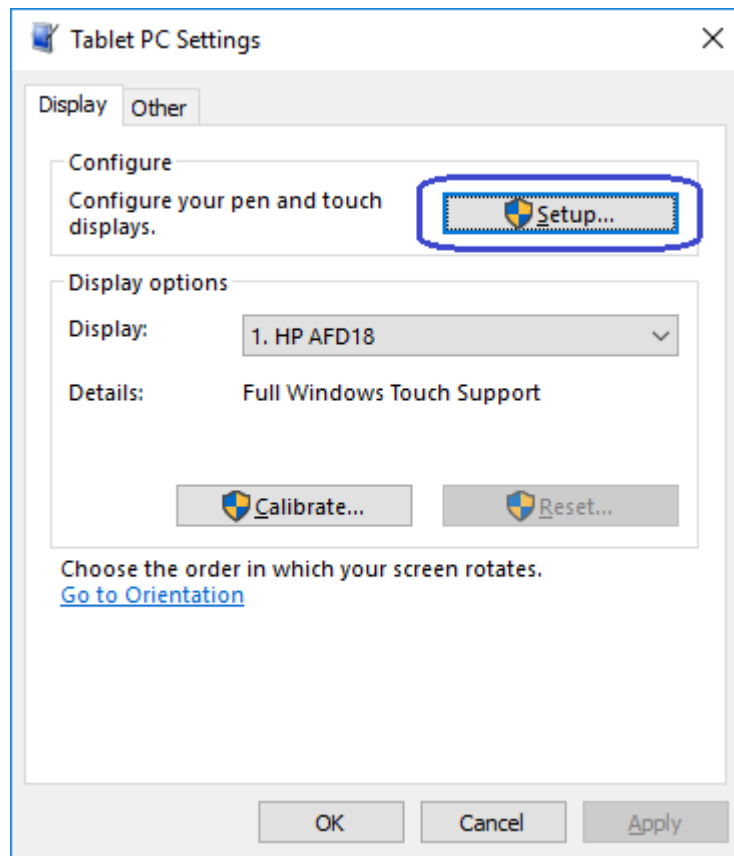 Tablet PC Settings
Display
Other
Configure
Configure your pen and touch
displays.
Setup...
Display options
Display:
1. HP AFD18
Details:
Full Windows Touch Support
Calibrate...
Reset...
Choose the order in which your screen rotates.
Go to Orientation
OK
Cancel
Apply